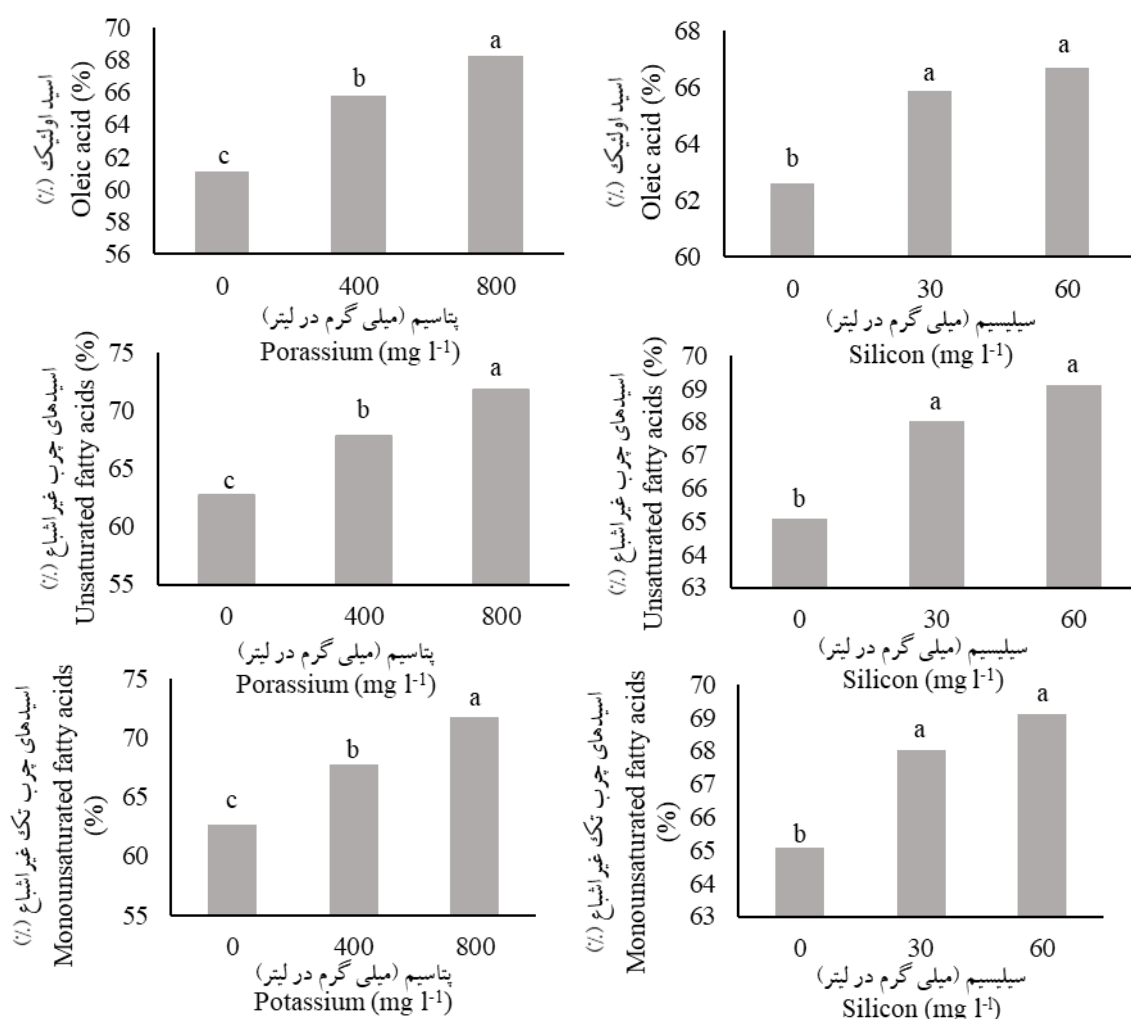 اسید اولئیک (٪)
Oleic acid (%)
70
68
66
64
62
60
58
56
c
b
a
0 400 800
پتاسیم (میلی گرم در لیتر)
Porassium (mg l-1)
اسید اولئیک (٪)
Oleic acid (%)
68
66
64
62
60
b
a
a
0 30 60
سیلیسیم (میلی گرم در لیتر)
Silicon (mg l-1)
اسیدهای چرب غیراشباع (٪)
Unsaturated fatty acids (%)
75
70
65
60
55
c
b
a
0 400 800
پتاسیم (میلی گرم در لیتر)
Porassium (mg l-1)
اسیدهای چرب غیراشباع (٪)
Unsaturated fatty acids (%)
70
69
68
67
66
65
64
63
b
a
a
0 30 60
سیلیسیم (میلی گرم در لیتر)
Silicon (mg l-1)
اسیدهای چرب تک غیراشباع (٪)
Monounsaturated fatty acids
(%)
75
70
65
60
55
c
b
a
0 400 800
پتاسیم (میلی گرم در لیتر)
Potassium (mg l-1)
اسیدهای چرب تک غیراشباع (٪)
Monounsaturated fatty acids
(%)
70
69
68
67
66
65
64
63
b
a
a
0 30 60
سیلیسیم (میلی گرم در لیتر)
Silicon (mg l-1)